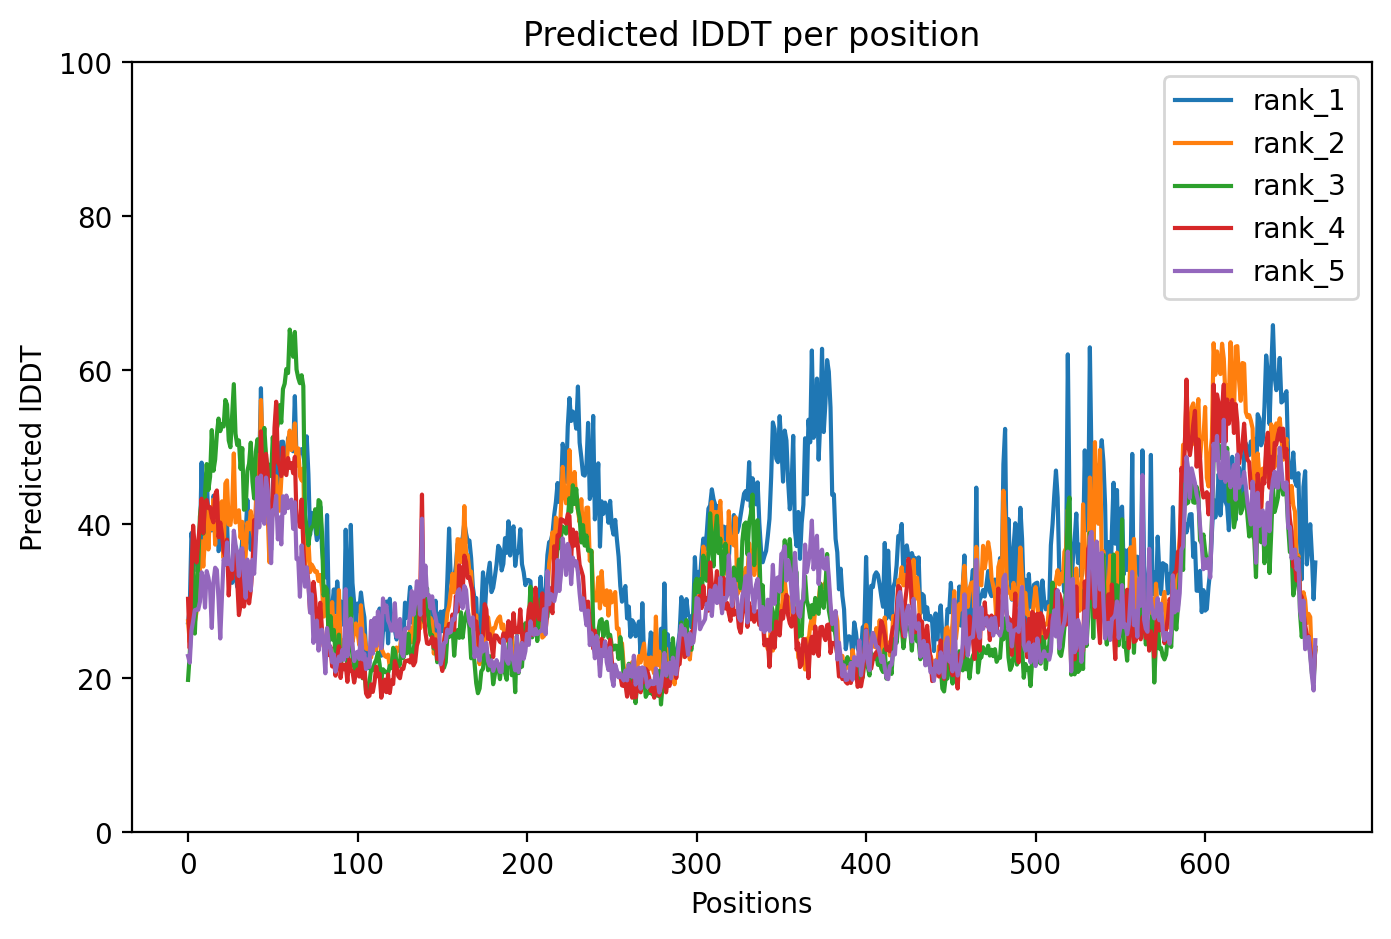 Predicted lDDT per position
100
80
60
40
20
0
Predicted lDDT
0 100 200 300 400 500 600
Positions
rank_1
rank_2
rank_3
rank_4
rank_5